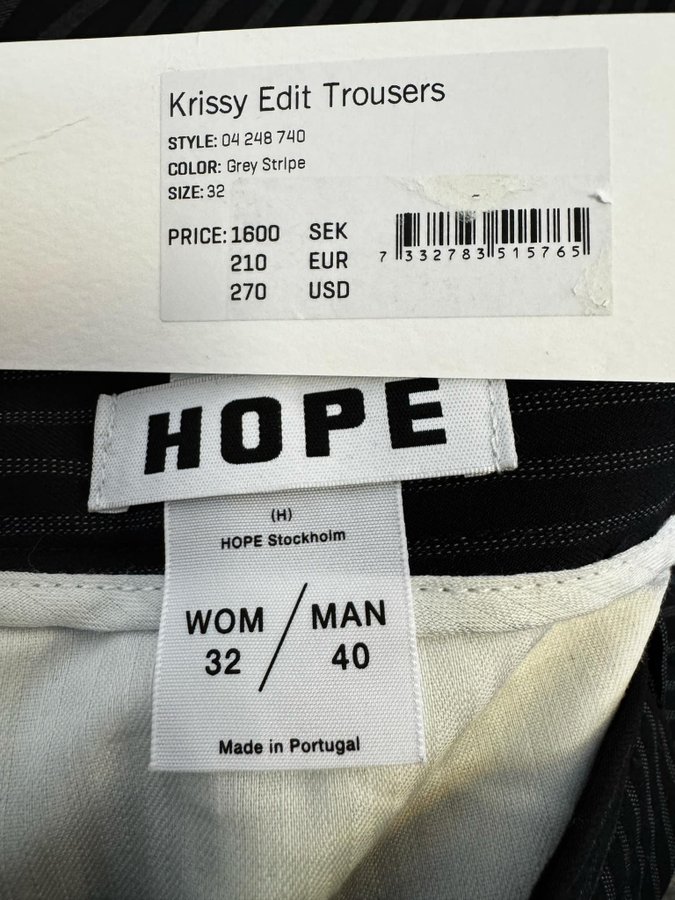 Krissy Edit Trousers
STYLE: 04 248 740
COLOR: Grey Stripe
SIZE: 32
PRICE: 1600 SEK
210 EUR
270 USD
7 332783 515765
HOPE
(H)
HOPE Stockholm
WOM / MAN
32 40
Made in Portugal